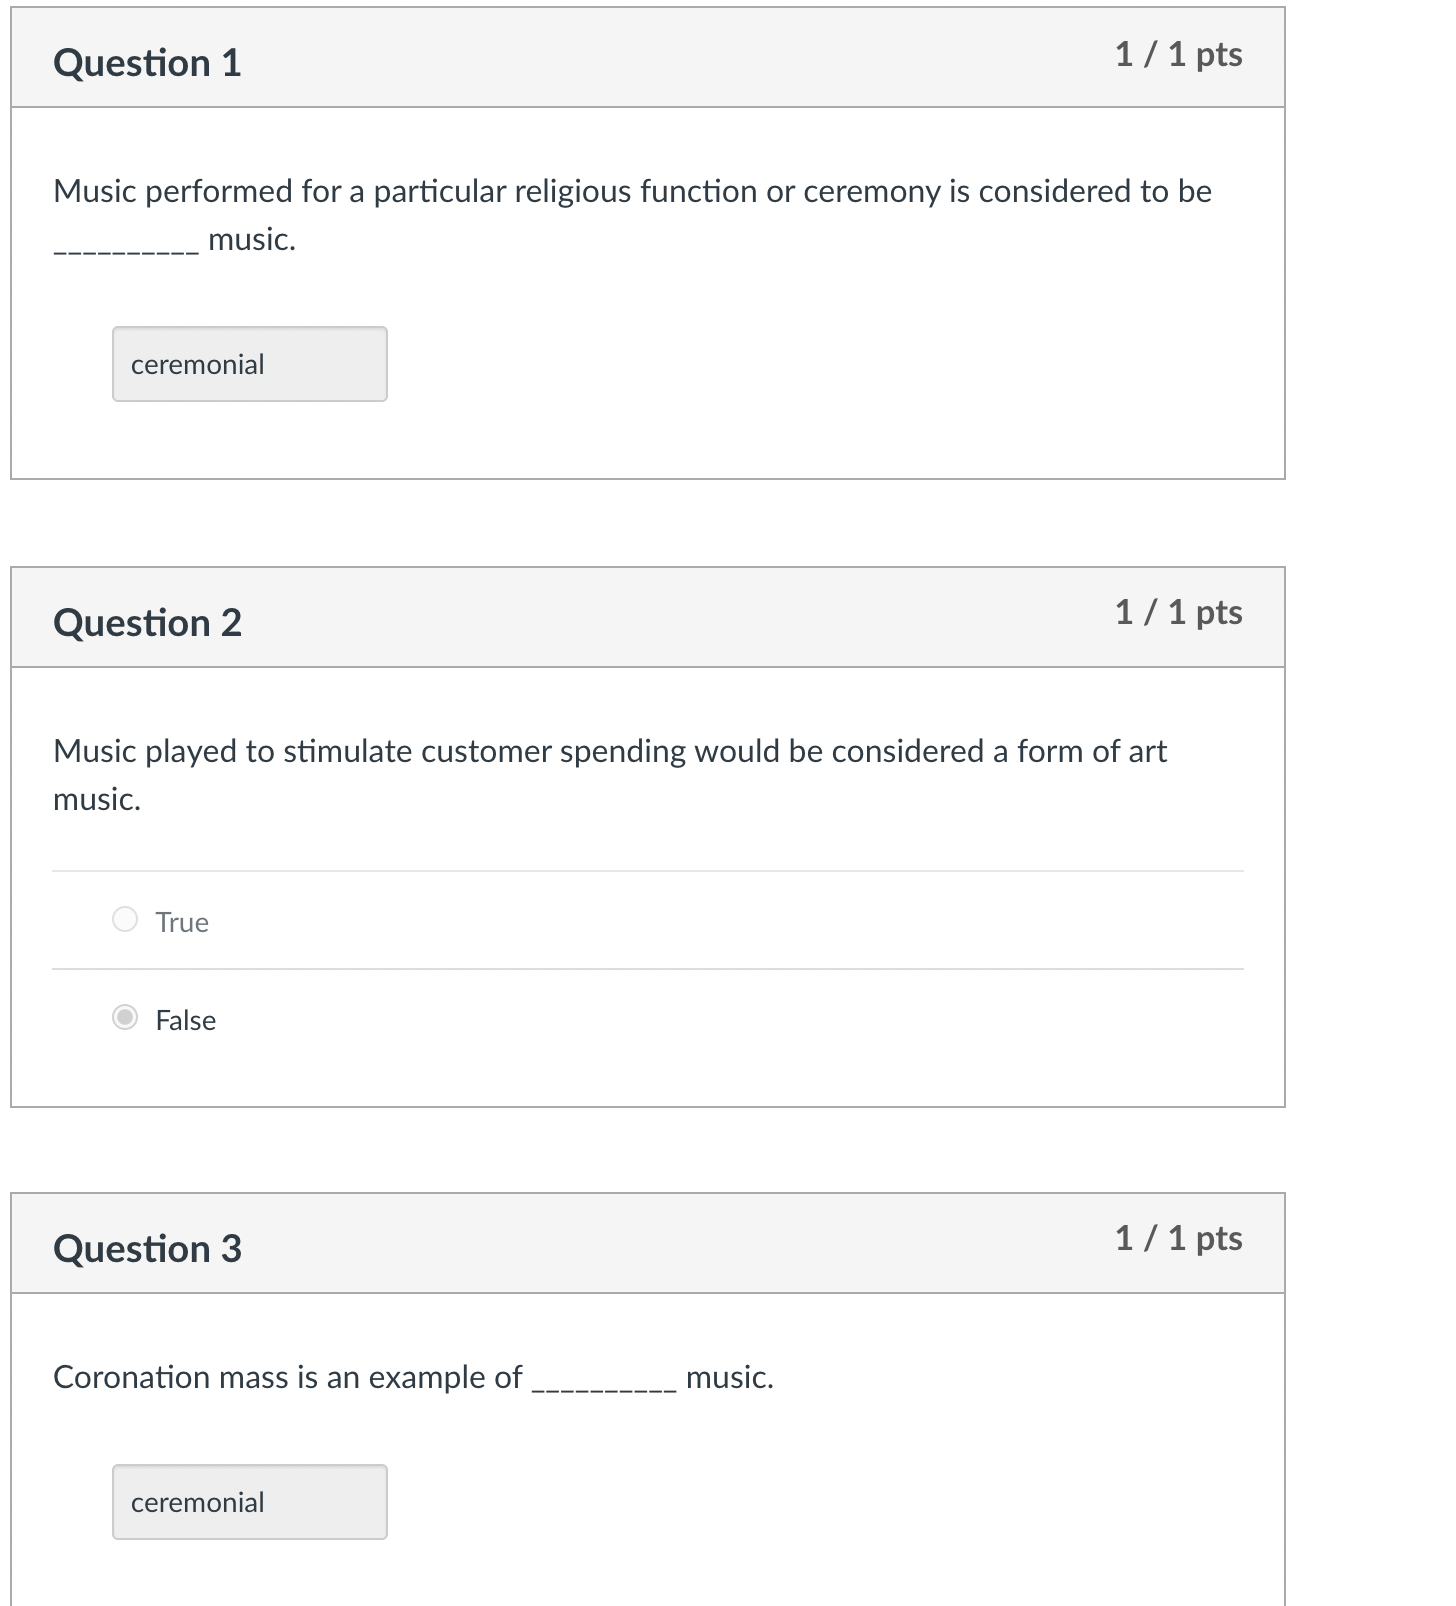 Question 1
1 / 1 pts
Music performed for a particular religious function or ceremony is considered to be
__________ music.
ceremonial
Question 2
1 / 1 pts
Music played to stimulate customer spending would be considered a form of art
music.
True
False
Question 3
1 / 1 pts
Coronation mass is an example of __________ music.
ceremonial